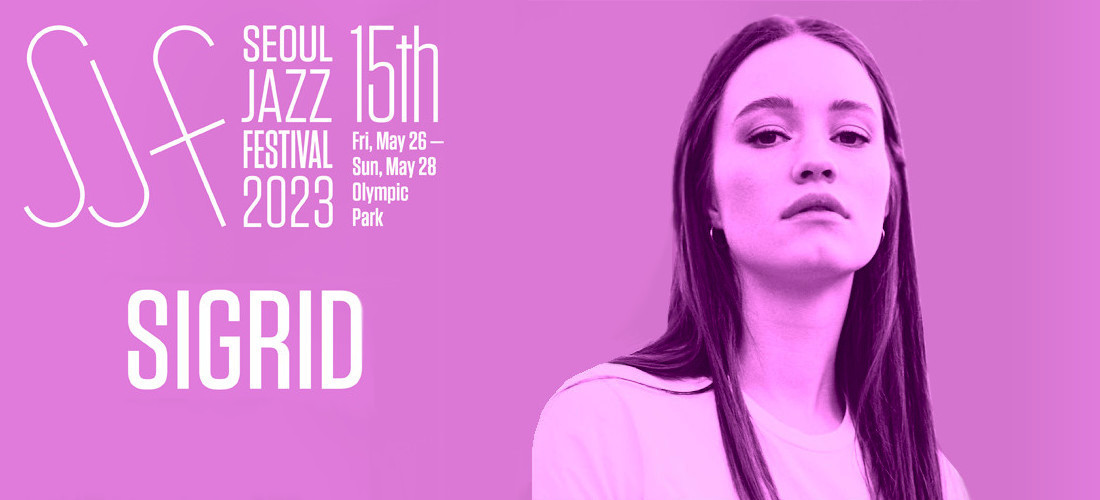 SJF
SEOUL
JAZZ
FESTIVAL
2023
15th
Fri, May 26 –
Sun, May 28
Olympic
Park
SIGRID